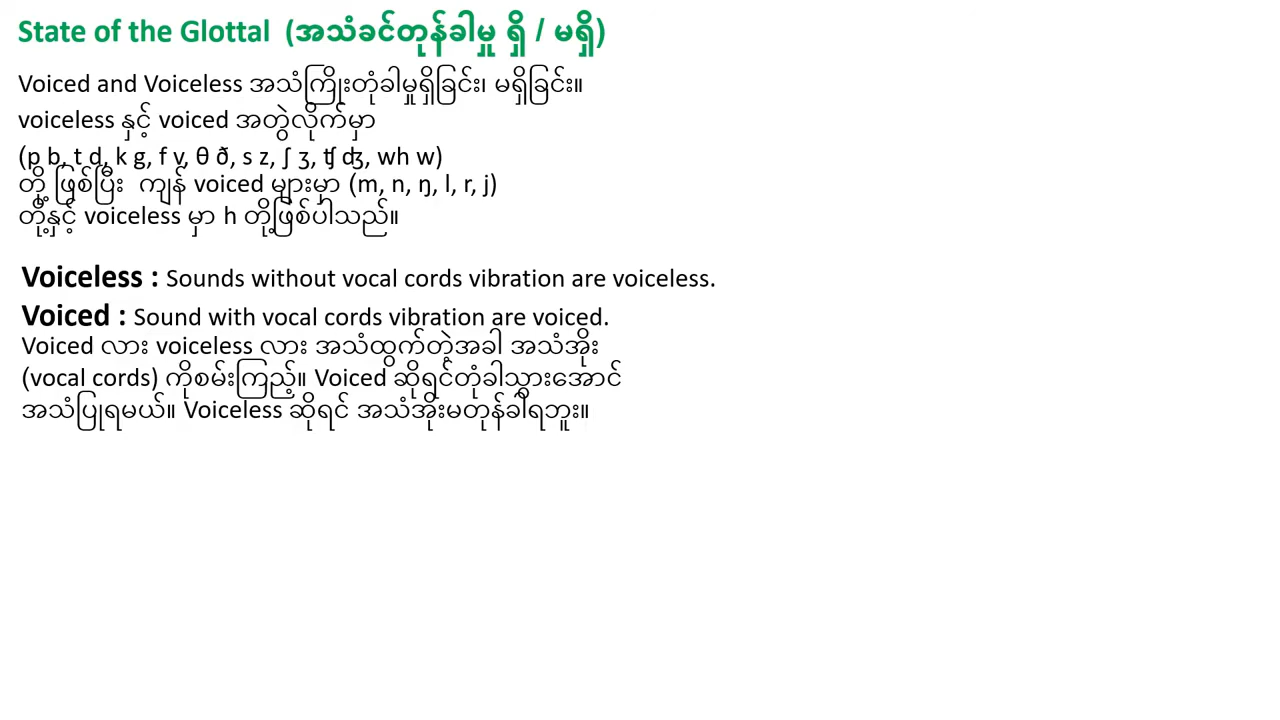 State of the Glottal (အသံခင်တုန်ခါမှု ရှိ / မရှိ)
Voiced and Voiceless အသံကြိုးတုံခါမှုရှိခြင်း၊ မရှိခြင်း။
voiceless နှင့် voiced အတွဲလိုက်မှာ
(p b, t d, k g, f v, θ ð, s z, ʃ ʒ, ʧ ʤ, wh w)
တို့ ဖြစ်ပြီး ကျန် voiced များမှာ (m, n, ŋ, l, r, j)
တို့နှင့် voiceless မှာ h တို့ဖြစ်ပါသည်။
Voiceless : Sounds without vocal cords vibration are voiceless.
Voiced : Sound with vocal cords vibration are voiced.
Voiced လား voiceless လား အသံထွက်တဲ့အခါ အသံအိုး
(vocal cords) ကိုစမ်းကြည့်။ Voiced ဆိုရင်တုံခါသွားအောင်
အသံပြုရမယ်။ Voiceless ဆိုရင် အသံအိုးမတုန်ခါရဘူး။